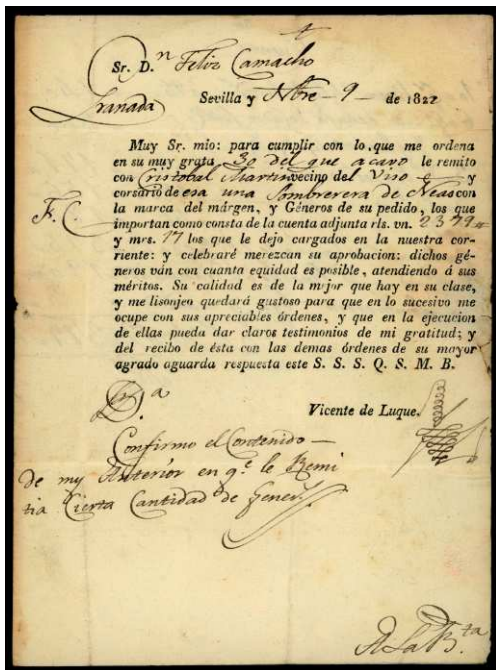 Sr. D.n Felix Camacho
Granada
Sevilla y Nbre 9 de 1822
Muy Sr. mio: para cumplir con lo que me ordena
en su muy grata 30 del que acavo le remito
con Cristobal Martin vecino del Viso y
corsario de esa una Sombrerera de Neas con
F. C.
la marca del márgen, y Géneros de su pedido, los que
importan como consta de la cuenta adjunta rls. vn. 2379
y mrs. 17 los que le dejo cargados en la nuestra cor-
riente: y celebraré merezcan su aprobacion: dichos gé-
neros van con cuanta equidad es posible, atendiendo á sus
méritos. Su calidad es de la mejor que hay en su clase,
y me lisonjeo quedará gustoso para que en lo sucesivo me
ocupe con sus apreciables órdenes, y que en la ejecucion
de ellas pueda dar claros testimonios de mi gratitud; y
del recibo de ésta con las demas órdenes de su mayor
agrado aguarda respuesta este S. S. S. Q. S. M. B.
Vicente de Luque.
Confirmo el Contenido
de my Anterior en q.e le Remi
tia Cierta Cantidad de Gener.s